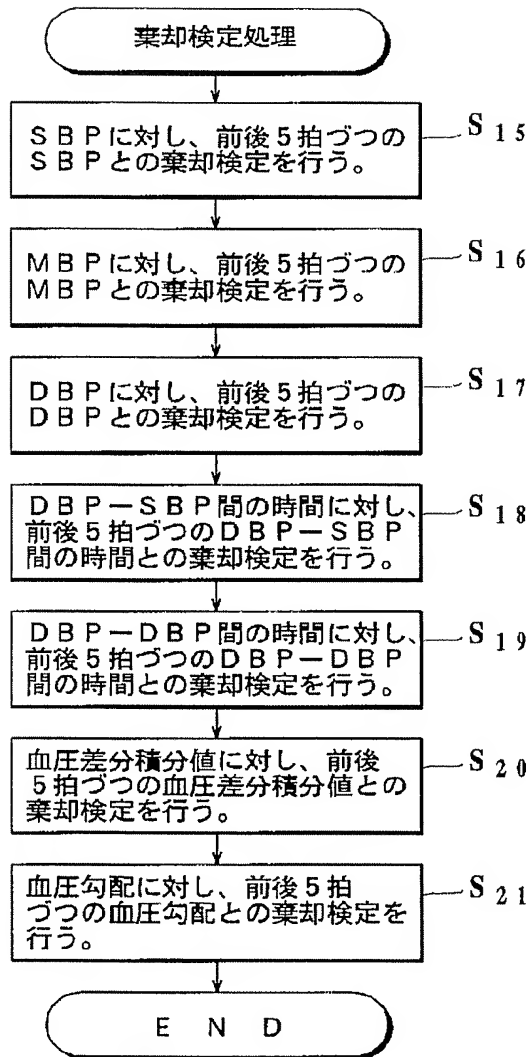 棄却検定処理
SBPに対し、前後5拍づつの
SBPとの棄却検定を行う。
S15
MBPに対し、前後5拍づつの
MBPとの棄却検定を行う。
S16
DBPに対し、前後5拍づつの
DBPとの棄却検定を行う。
S17
DBP－SBP間の時間に対し、
前後5拍づつのDBP－SBP
間の時間との棄却検定を行う。
S18
DBP－DBP間の時間に対し、
前後5拍づつのDBP－DBP
間の時間との棄却検定を行う。
S19
血圧差分積分値に対し、前後
5拍づつの血圧差分積分値との
棄却検定を行う。
S20
血圧勾配に対し、前後5拍
づつの血圧勾配との棄却検定を
行う。
S21
END